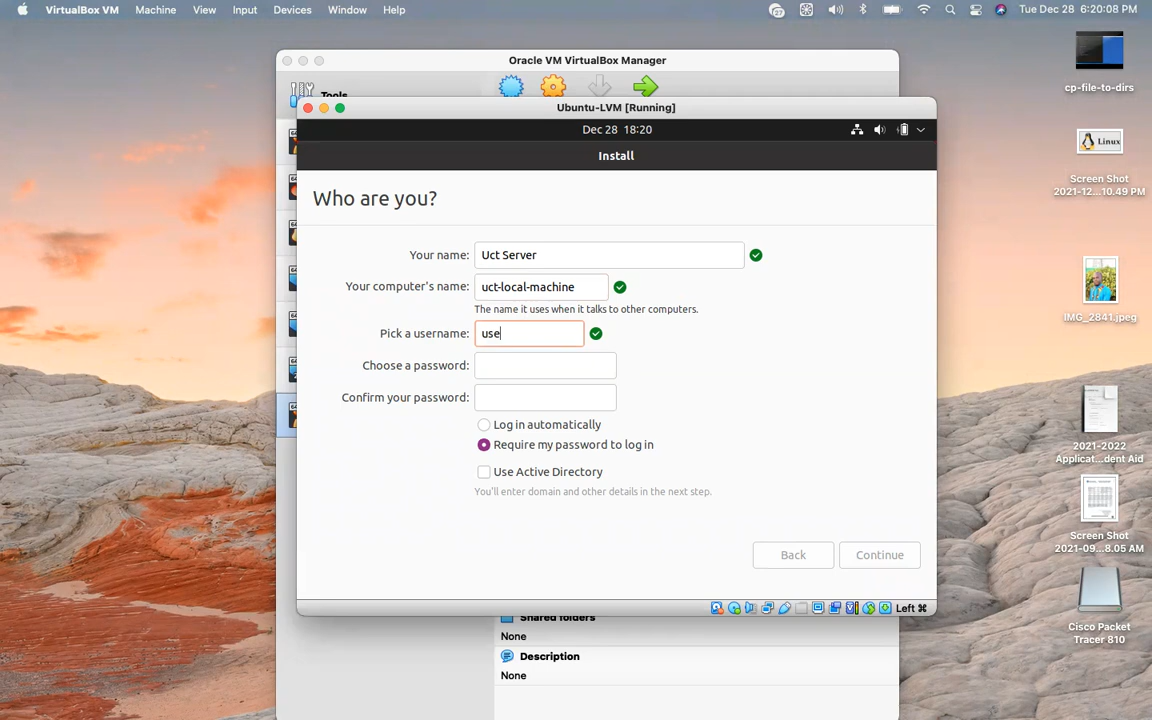 VirtualBox VM Machine View Input Devices Window Help
27
Tue Dec 28 6:20:08 PM
Oracle VM VirtualBox Manager
Tools
Ubuntu-LVM [Running]
Dec 28 18:20
Install
Who are you?
Your name: Uct Server
Your computer's name: uct-local-machine
The name it uses when it talks to other computers.
Pick a username: use
Choose a password:
Confirm your password:
Log in automatically
Require my password to log in
Use Active Directory
You'll enter domain and other details in the next step.
Back Continue
Left ⌘
Shared folders
None
Description
None
cp-file-to-dirs
Linux
Screen Shot
2021-12...10.49 PM
IMG_2841.jpeg
2021-2022
Applicat...dent Aid
Screen Shot
2021-09...8.05 AM
Cisco Packet
Tracer 810